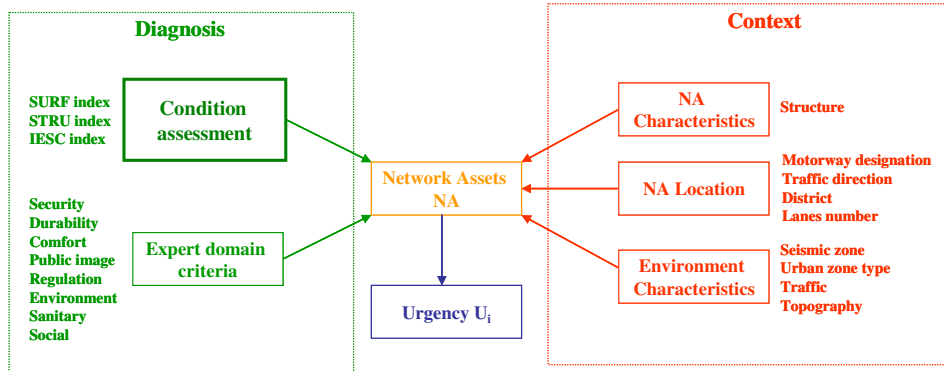 Diagnosis
SURF index
STRU index
IESC index
Condition
assessment
Security
Durability
Comfort
Public image
Regulation
Environment
Sanitary
Social
Expert domain
criteria
Network Assets
NA
Urgency Ui
Context
NA
Characteristics
Structure
NA Location
Motorway designation
Traffic direction
District
Lanes number
Environment
Characteristics
Seismic zone
Urban zone type
Traffic
Topography